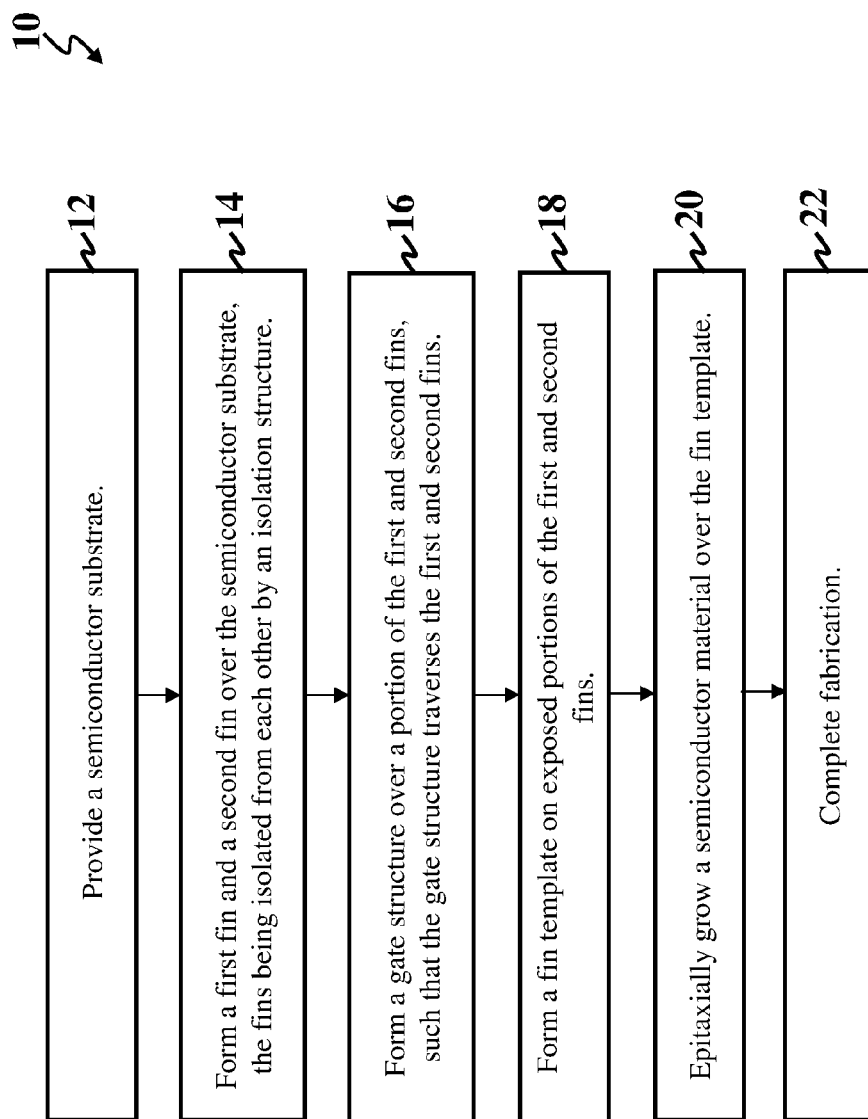 10
Provide a semiconductor substrate.
12
Form a first fin and a second fin over the semiconductor substrate,
the fins being isolated from each other by an isolation structure.
14
Form a gate structure over a portion of the first and second fins,
such that the gate structure traverses the first and second fins.
16
Form a fin template on exposed portions of the first and second
fins.
18
Epitaxially grow a semiconductor material over the fin template.
20
Complete fabrication.
22